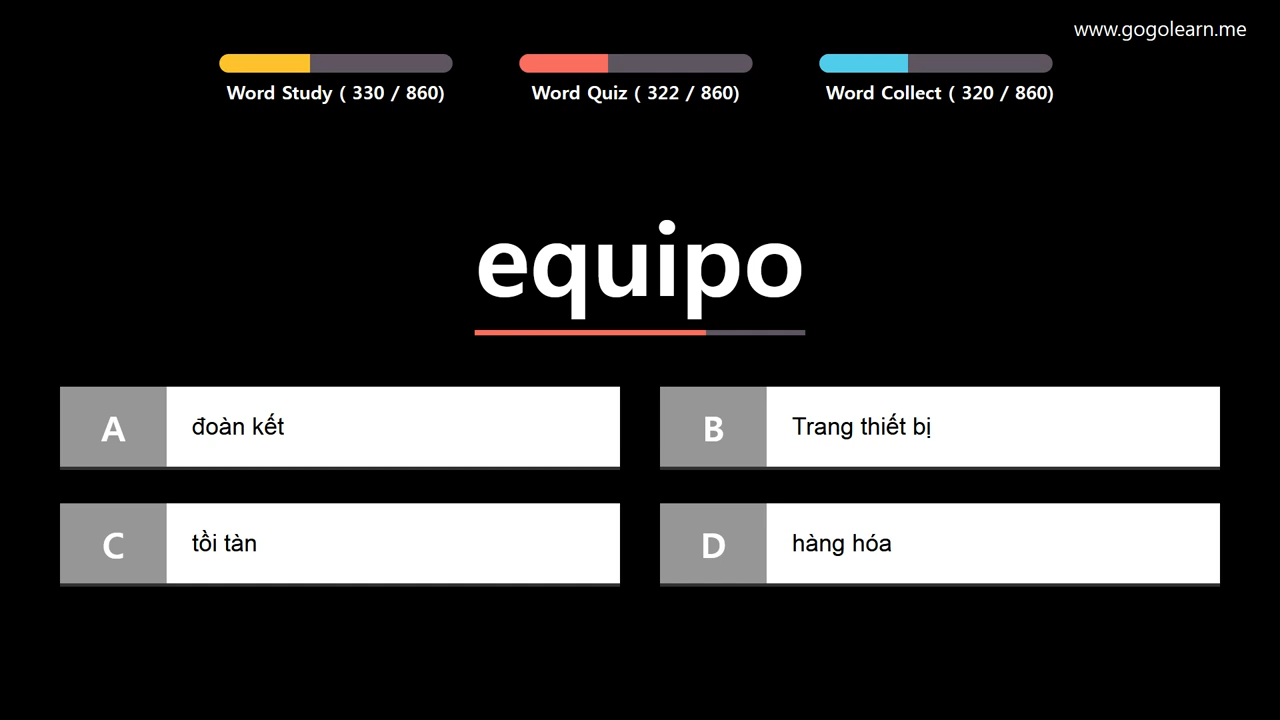 www.gogolearn.me
Word Study ( 330 / 860)
Word Quiz ( 322 / 860)
Word Collect ( 320 / 860)
equipo
A đoàn kết
B Trang thiết bị
C tồi tàn
D hàng hóa